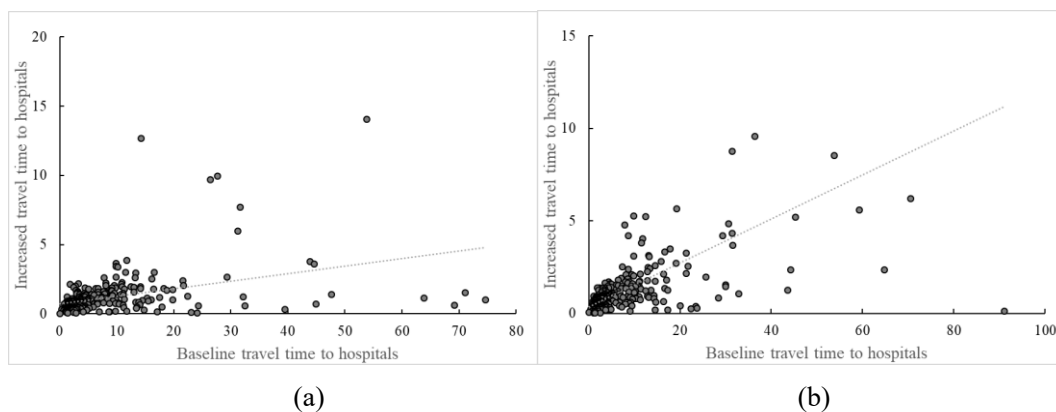 20
15
10
5
0
0 10 20 30 40 50 60 70 80
Increased travel time to hospitals
Baseline travel time to hospitals
(a)
15
10
5
0
0 20 40 60 80 100
Increased travel time to hospitals
Baseline travel time to hospitals
(b)